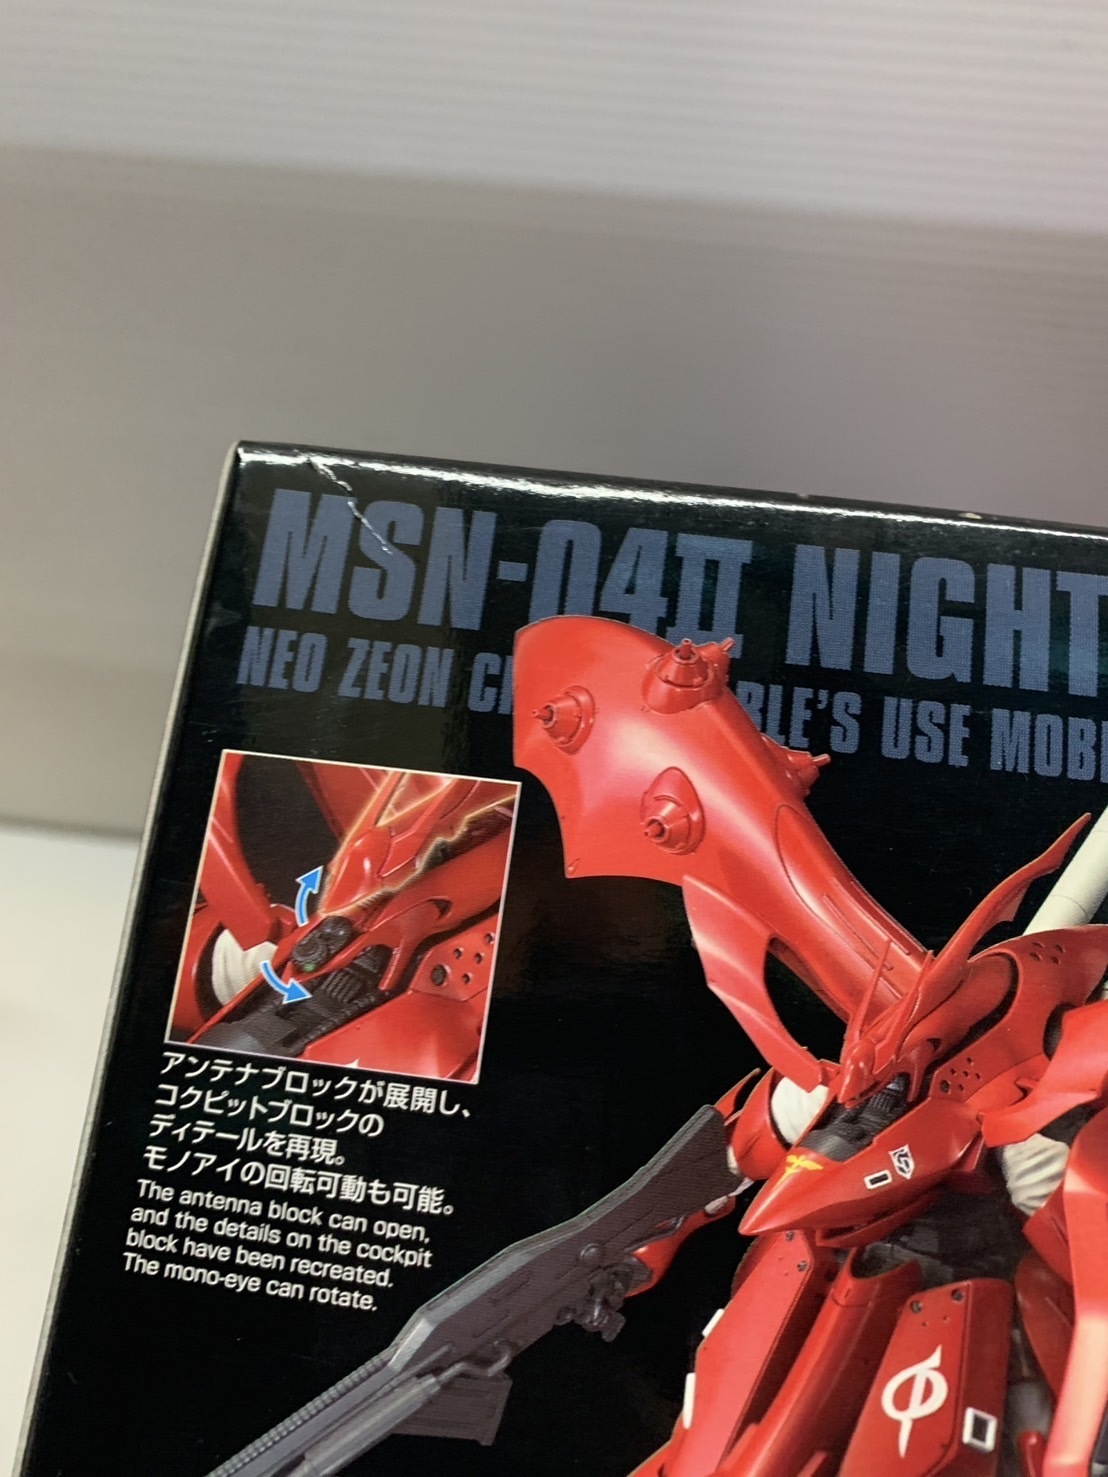 MSN-04II NIGHT
NEO ZEON
BLE'S USE MOBI
アンテナブロックが展開し、
コクピットブロックの
ディテールを再現。
モノアイの回転可動も可能。
The antenna block can open,
and the details on the cockpit
block have been recreated.
The mono-eye can rotate.